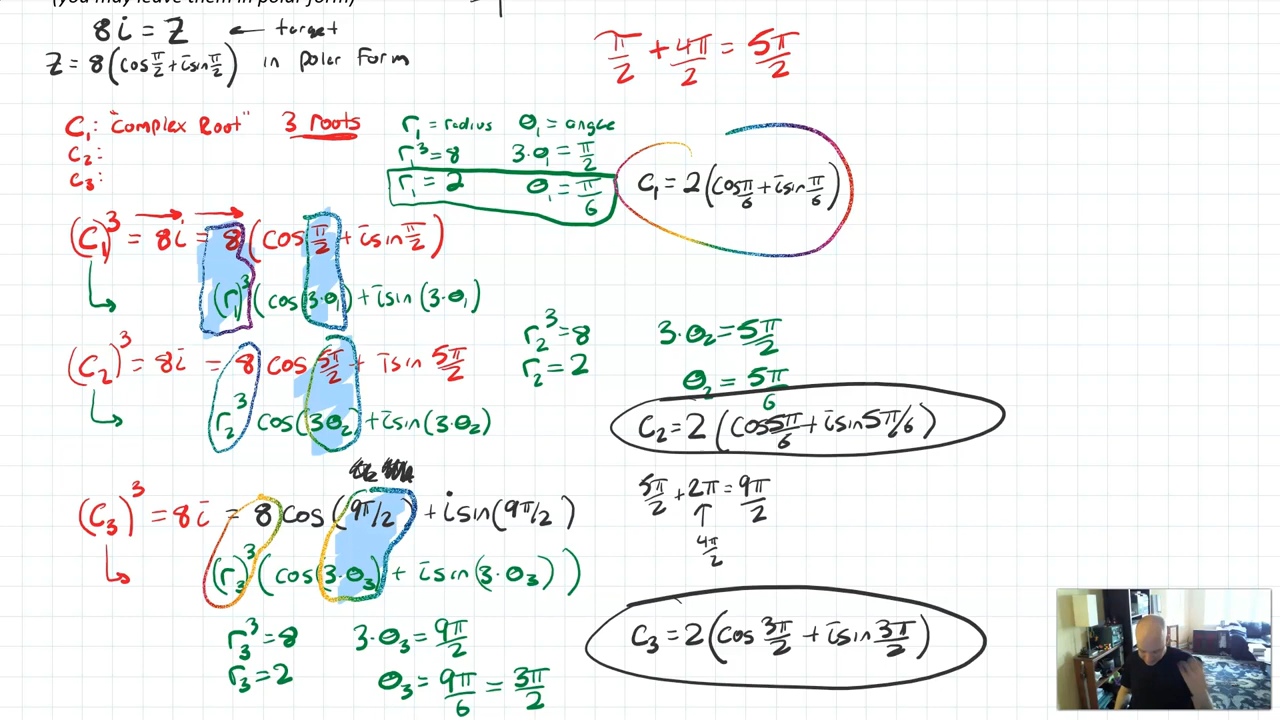 (you may leave them in polar form)
8i = Z ← target
Z = 8(cos π/2 + i sin π/2) in polar form
π/2 + 4π/2 = 5π/2
C₁: "Complex Root" 3 roots
C₂:
C₃:
r₁ = radius θ₁ = angle
r₁³ = 8 3·θ₁ = π/2
r₁ = 2 θ₁ = π/6
C₁ = 2(cos π/6 + i sin π/6)
(C₁)³ = 8i = 8(cos π/2 + i sin π/2)
(r₁)³(cos(3·θ₁) + i sin(3·θ₁)
(C₂)³ = 8i = 8 cos 5π/2 + i sin 5π/2
r₂³ cos(3θ₂) + i sin(3·θ₂)
r₂³ = 8 3·θ₂ = 5π/2
r₂ = 2 θ₂ = 5π/6
C₂ = 2(cos 5π/6 + i sin 5π/6)
5π/2 + 2π = 9π/2
↑
4π/2
(C₃)³ = 8i = 8 cos(9π/2) + i sin(9π/2)
(r₃)³(cos(3·θ₃) + i sin(3·θ₃))
r₃³ = 8 3·θ₃ = 9π/2
r₃ = 2 θ₃ = 9π/6 = 3π/2
C₃ = 2(cos 3π/2 + i sin 3π/2)